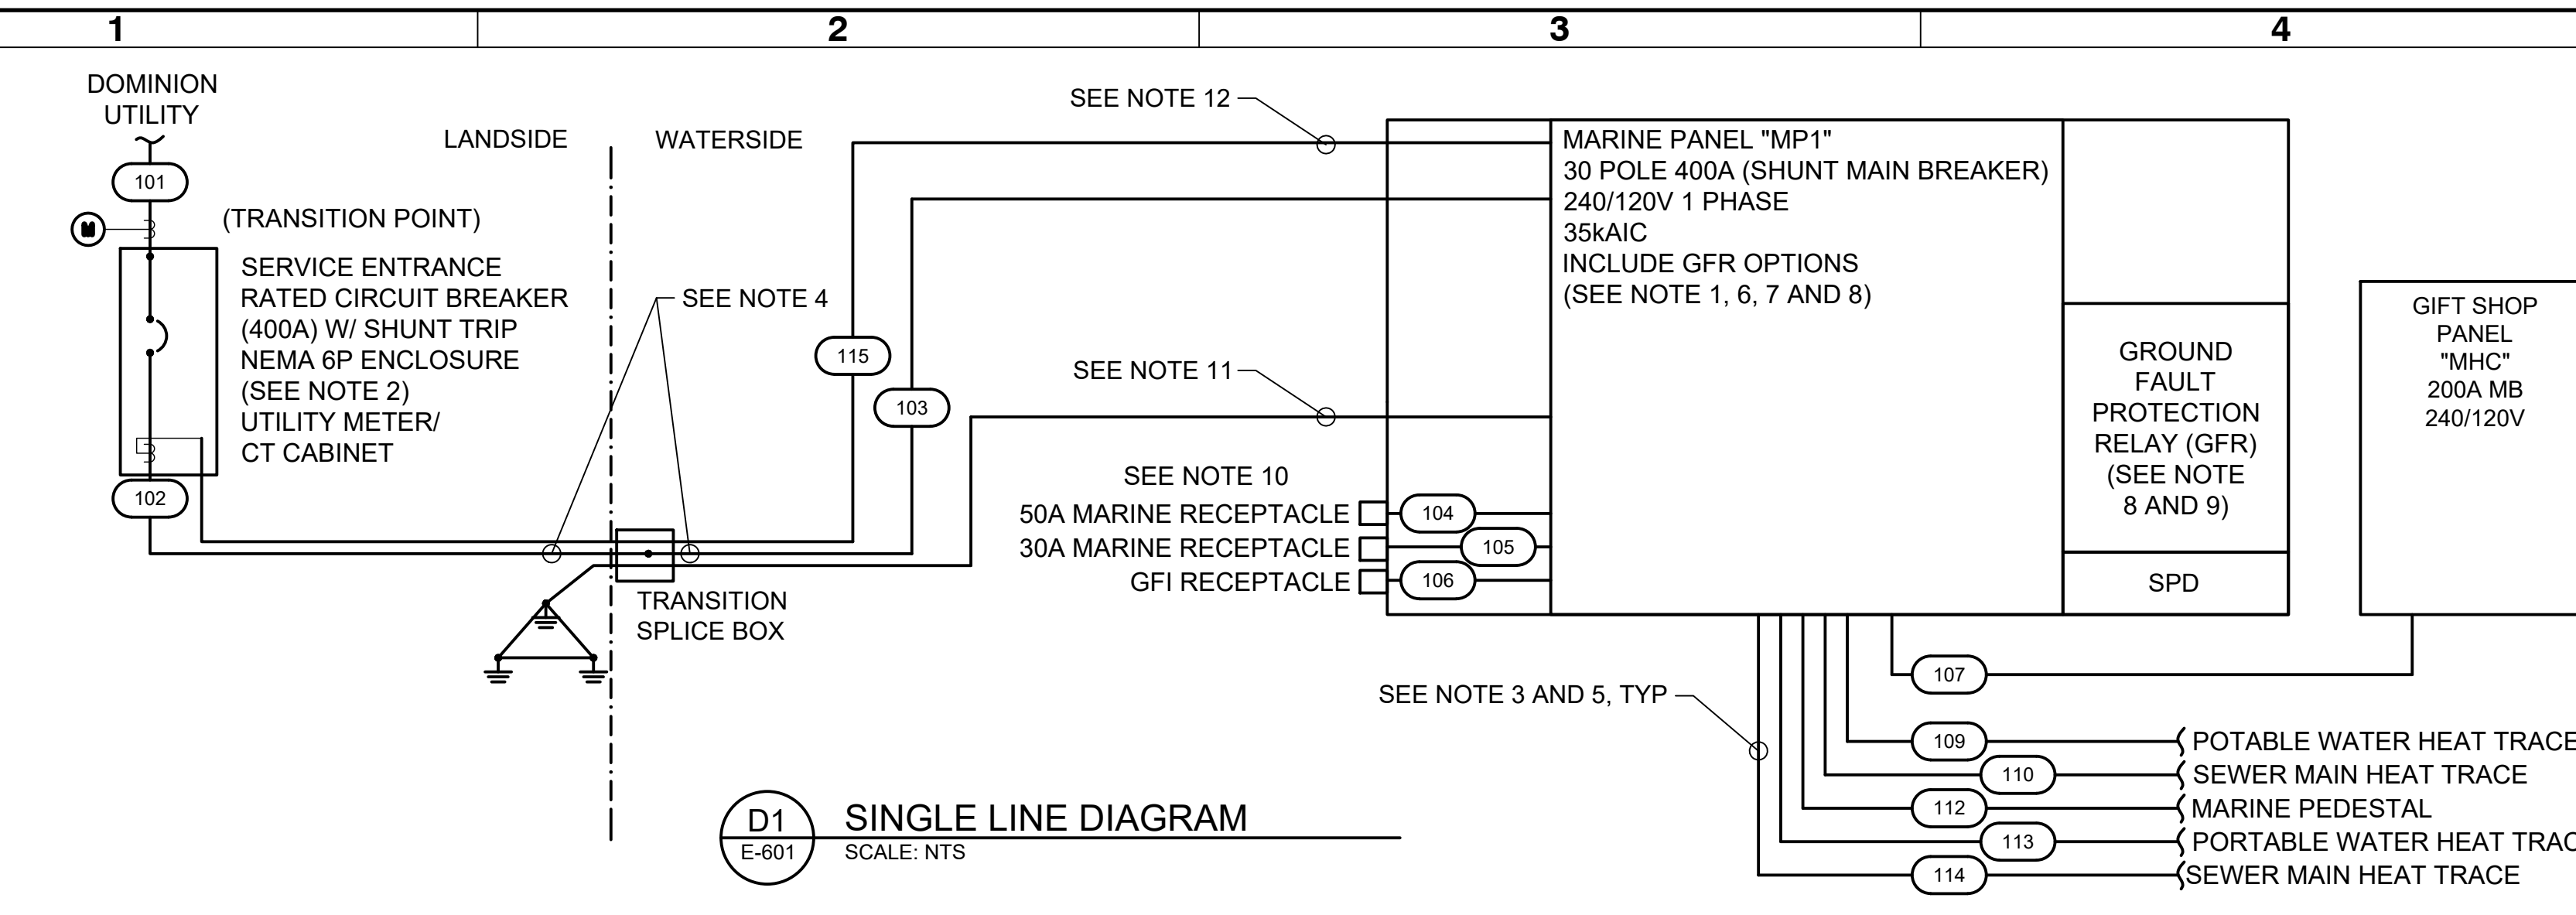 1
2
3
4
DOMINION
UTILITY
101
M
(TRANSITION POINT)
SERVICE ENTRANCE
RATED CIRCUIT BREAKER
(400A) W/ SHUNT TRIP
NEMA 6P ENCLOSURE
(SEE NOTE 2)
UTILITY METER/
CT CABINET
102
LANDSIDE
WATERSIDE
SEE NOTE 4
TRANSITION
SPLICE BOX
115
103
SEE NOTE 12
SEE NOTE 11
SEE NOTE 10
50A MARINE RECEPTACLE
104
30A MARINE RECEPTACLE
105
GFI RECEPTACLE
106
MARINE PANEL "MP1"
30 POLE 400A (SHUNT MAIN BREAKER)
240/120V 1 PHASE
35kAIC
INCLUDE GFR OPTIONS
(SEE NOTE 1, 6, 7 AND 8)
GROUND
FAULT
PROTECTION
RELAY (GFR)
(SEE NOTE
8 AND 9)
SPD
GIFT SHOP
PANEL
"MHC"
200A MB
240/120V
107
SEE NOTE 3 AND 5, TYP
109
POTABLE WATER HEAT TRACE
110
SEWER MAIN HEAT TRACE
112
MARINE PEDESTAL
113
PORTABLE WATER HEAT TRAC
114
SEWER MAIN HEAT TRACE
D1
E-601
SINGLE LINE DIAGRAM
SCALE: NTS